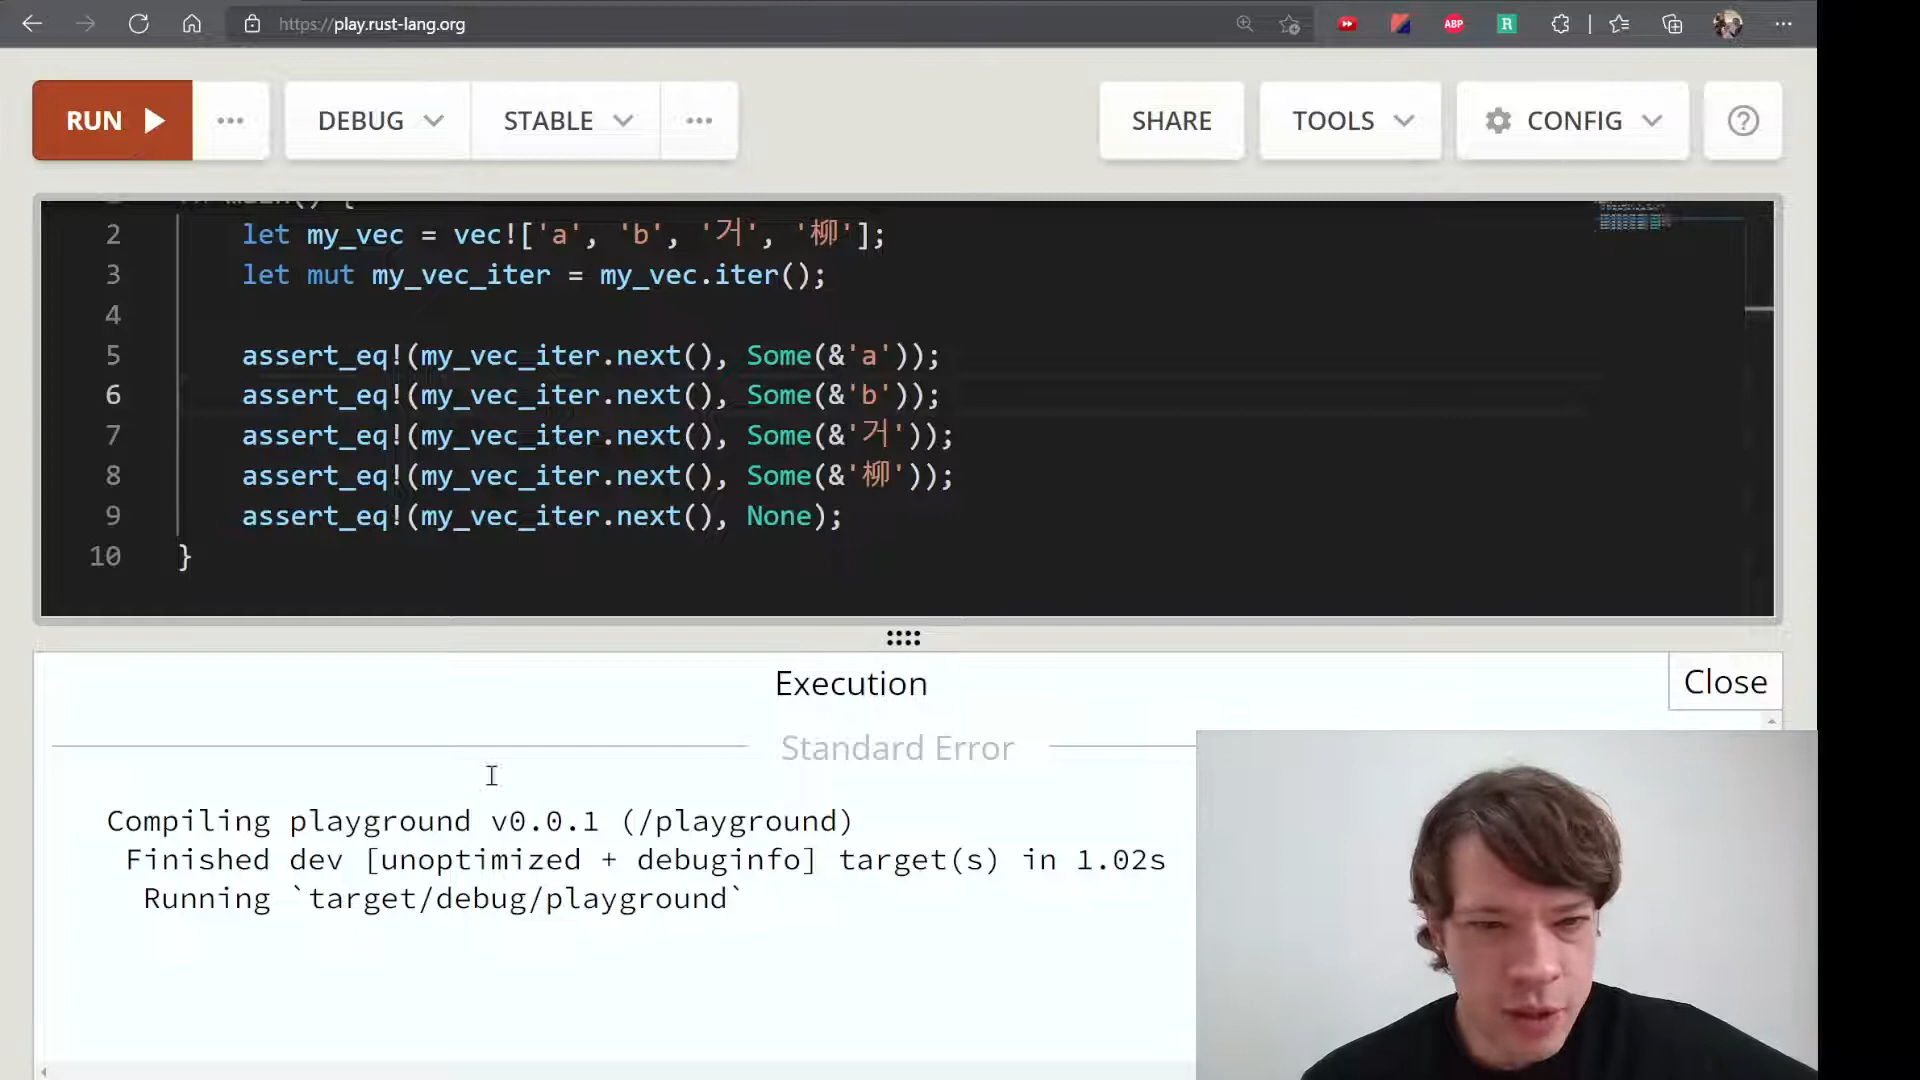 https://play.rust-lang.org
ABP
R
RUN
DEBUG
STABLE
SHARE
TOOLS
CONFIG
?
2 let my_vec = vec!['a', 'b', '거', '柳'];
3 let mut my_vec_iter = my_vec.iter();
4
5 assert_eq!(my_vec_iter.next(), Some(&'a'));
6 assert_eq!(my_vec_iter.next(), Some(&'b'));
7 assert_eq!(my_vec_iter.next(), Some(&'거'));
8 assert_eq!(my_vec_iter.next(), Some(&'柳'));
9 assert_eq!(my_vec_iter.next(), None);
10 }
Execution
Close
Standard Error
Compiling playground v0.0.1 (/playground)
Finished dev [unoptimized + debuginfo] target(s) in 1.02s
Running `target/debug/playground`